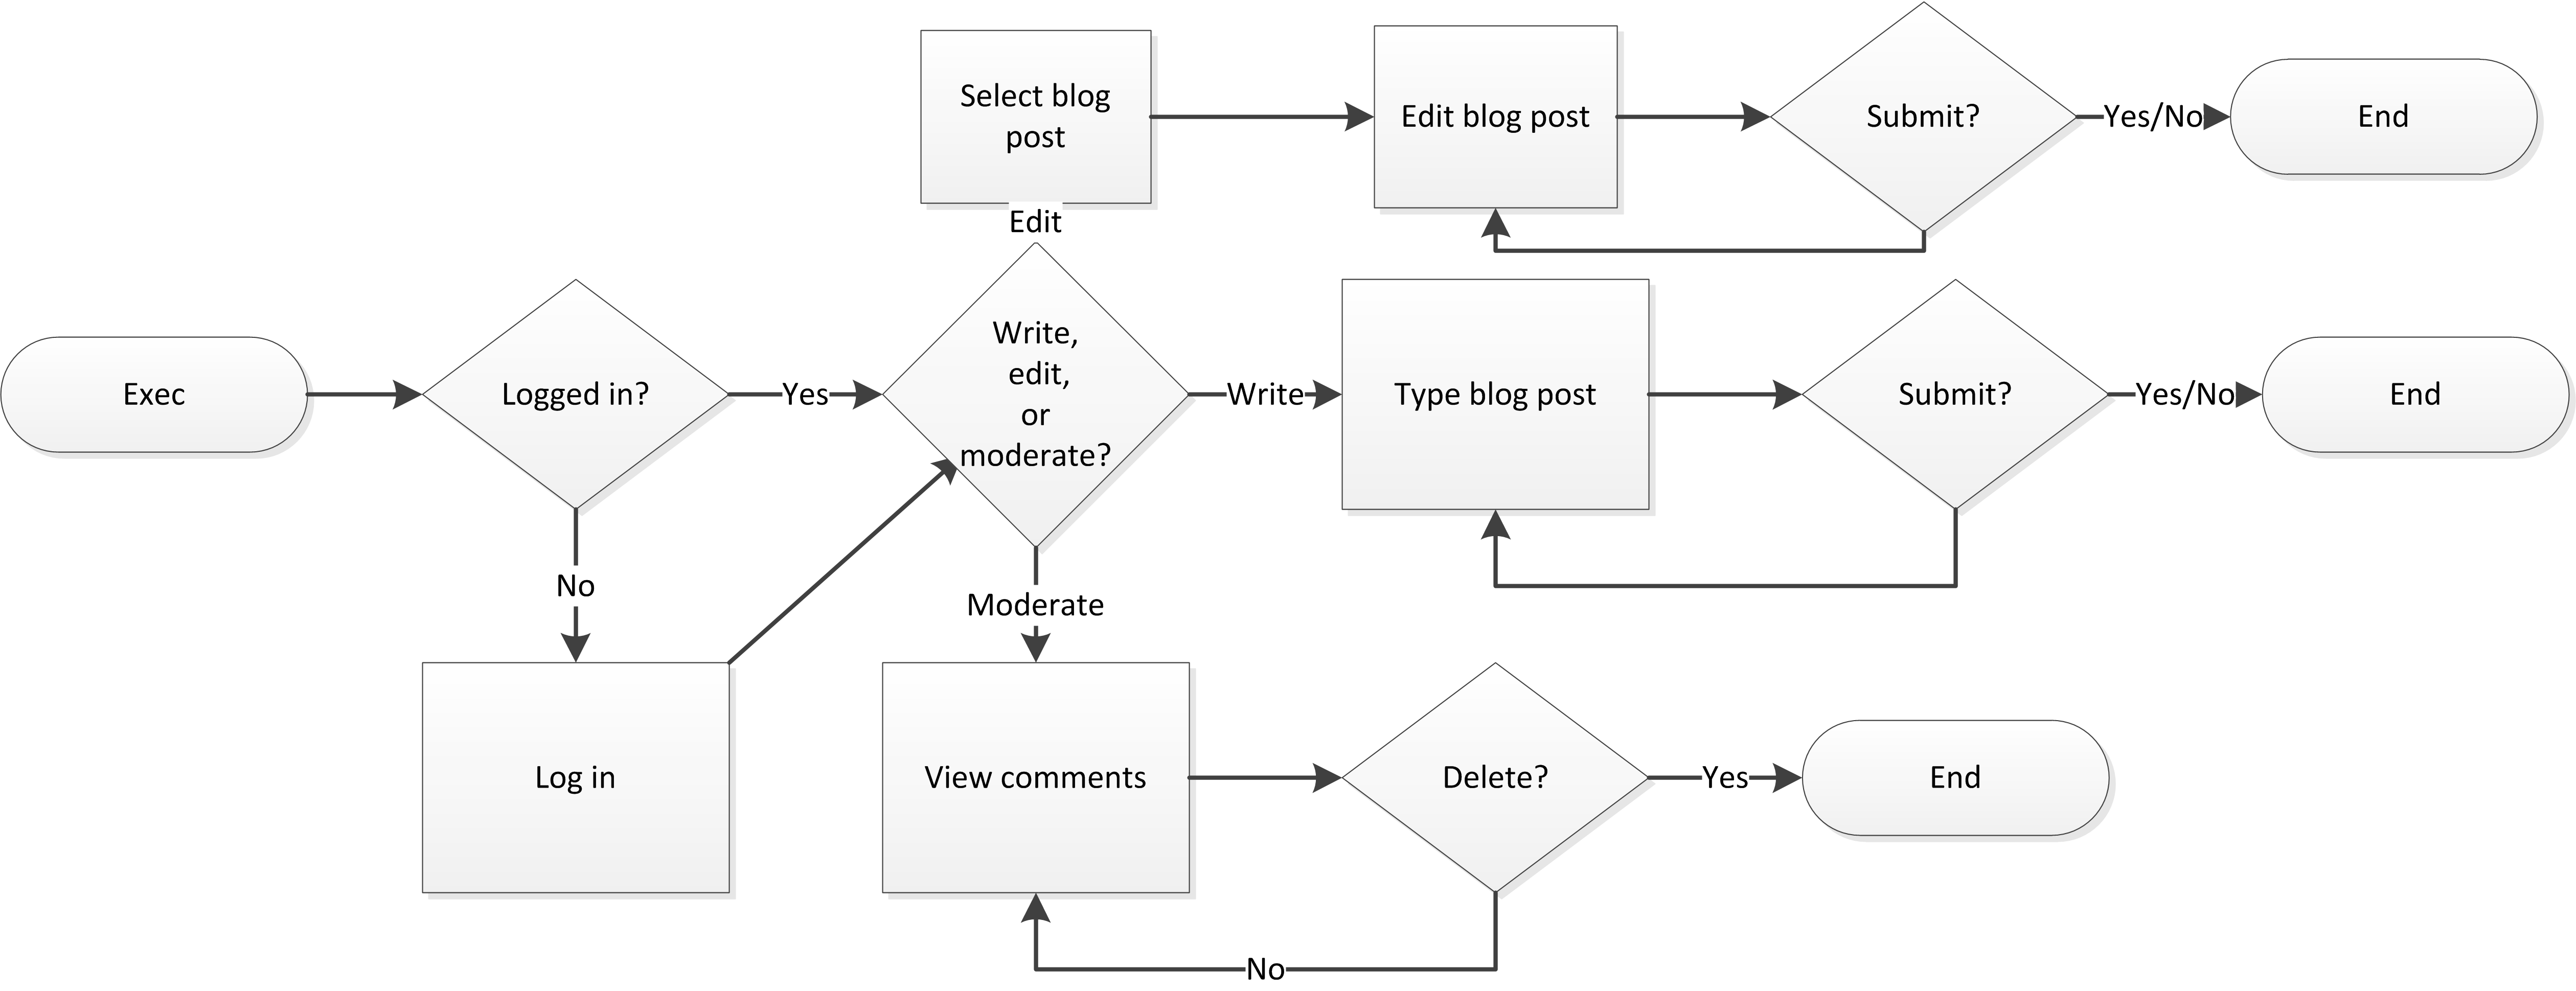 Select blog
post
Edit blog post
Submit?
Yes/No
End
Edit
Exec
Logged in?
Yes
Write,
edit,
or
moderate?
Write
Type blog post
Submit?
Yes/No
End
No
Moderate
Log in
View comments
Delete?
Yes
End
No